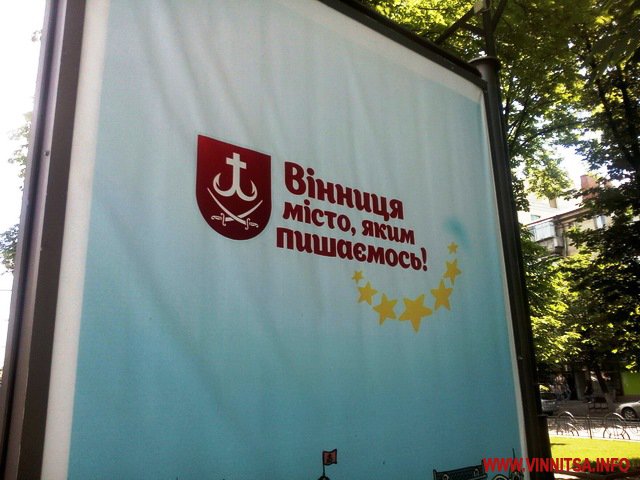 Вінниця
місто, яким
пишаємось!
WWW.VINNITSA.INFO